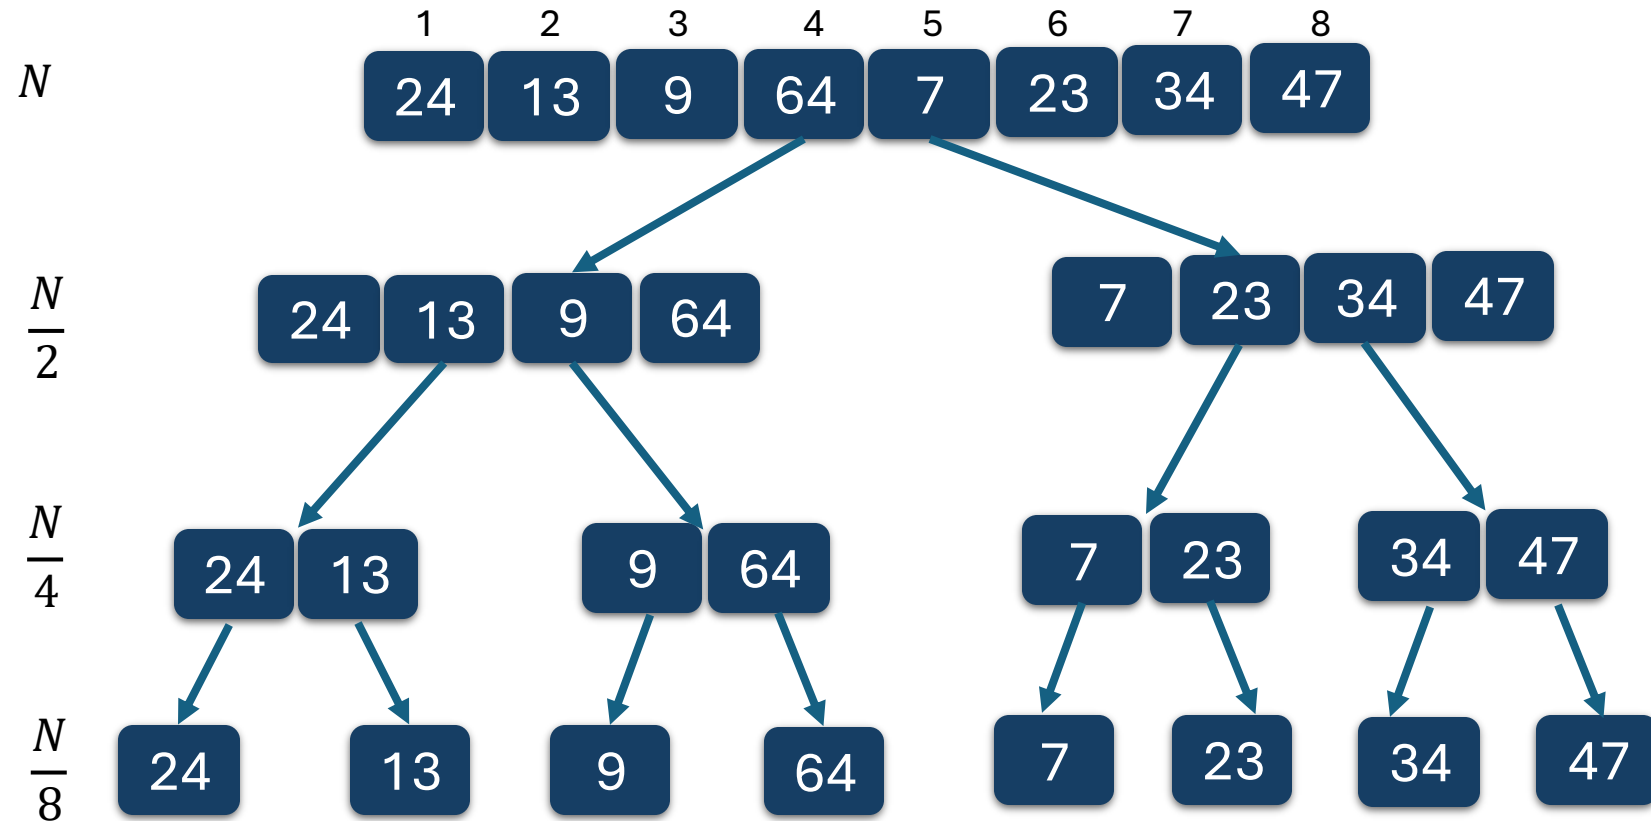 1 2 3 4 5 6 7 8
N 24 13 9 64 7 23 34 47
N/2 24 13 9 64 7 23 34 47
N/4 24 13 9 64 7 23 34 47
N/8 24 13 9 64 7 23 34 47